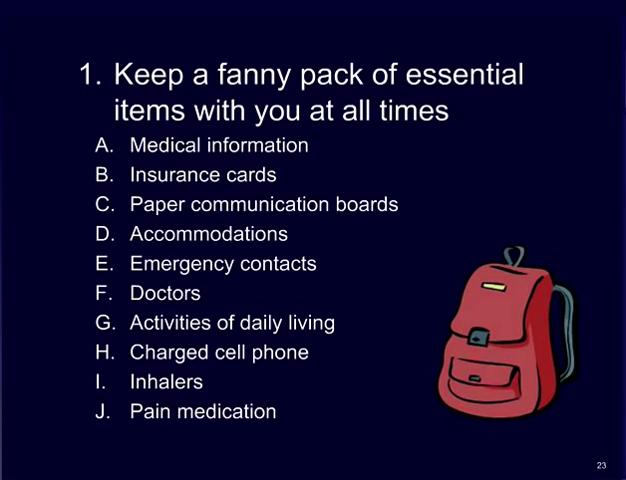 1. Keep a fanny pack of essential
items with you at all times
A. Medical information
B. Insurance cards
C. Paper communication boards
D. Accommodations
E. Emergency contacts
F. Doctors
G. Activities of daily living
H. Charged cell phone
I. Inhalers
J. Pain medication
23